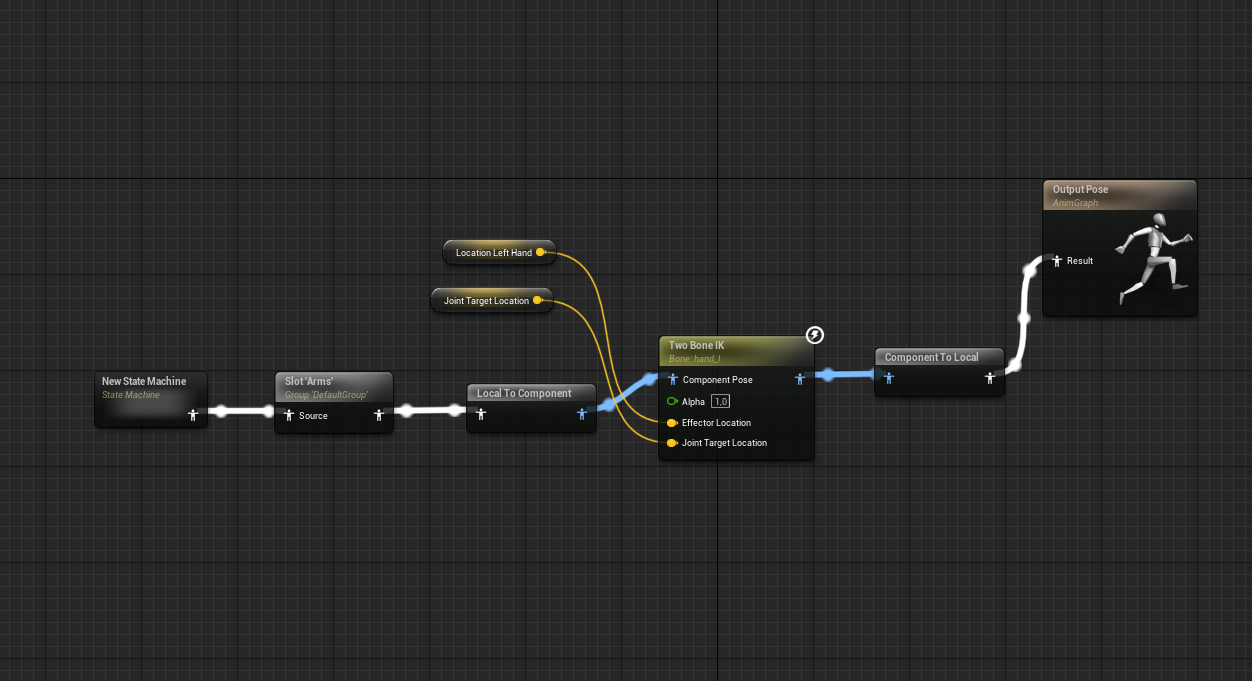 Output Pose
AnimGraph
Result
Location Left Hand
Joint Target Location
Two Bone IK
Bone: hand_l
Component Pose
Alpha 1,0
Effector Location
Joint Target Location
Component To Local
New State Machine
State Machine
Slot 'Arms'
Group 'DefaultGroup'
Source
Local To Component